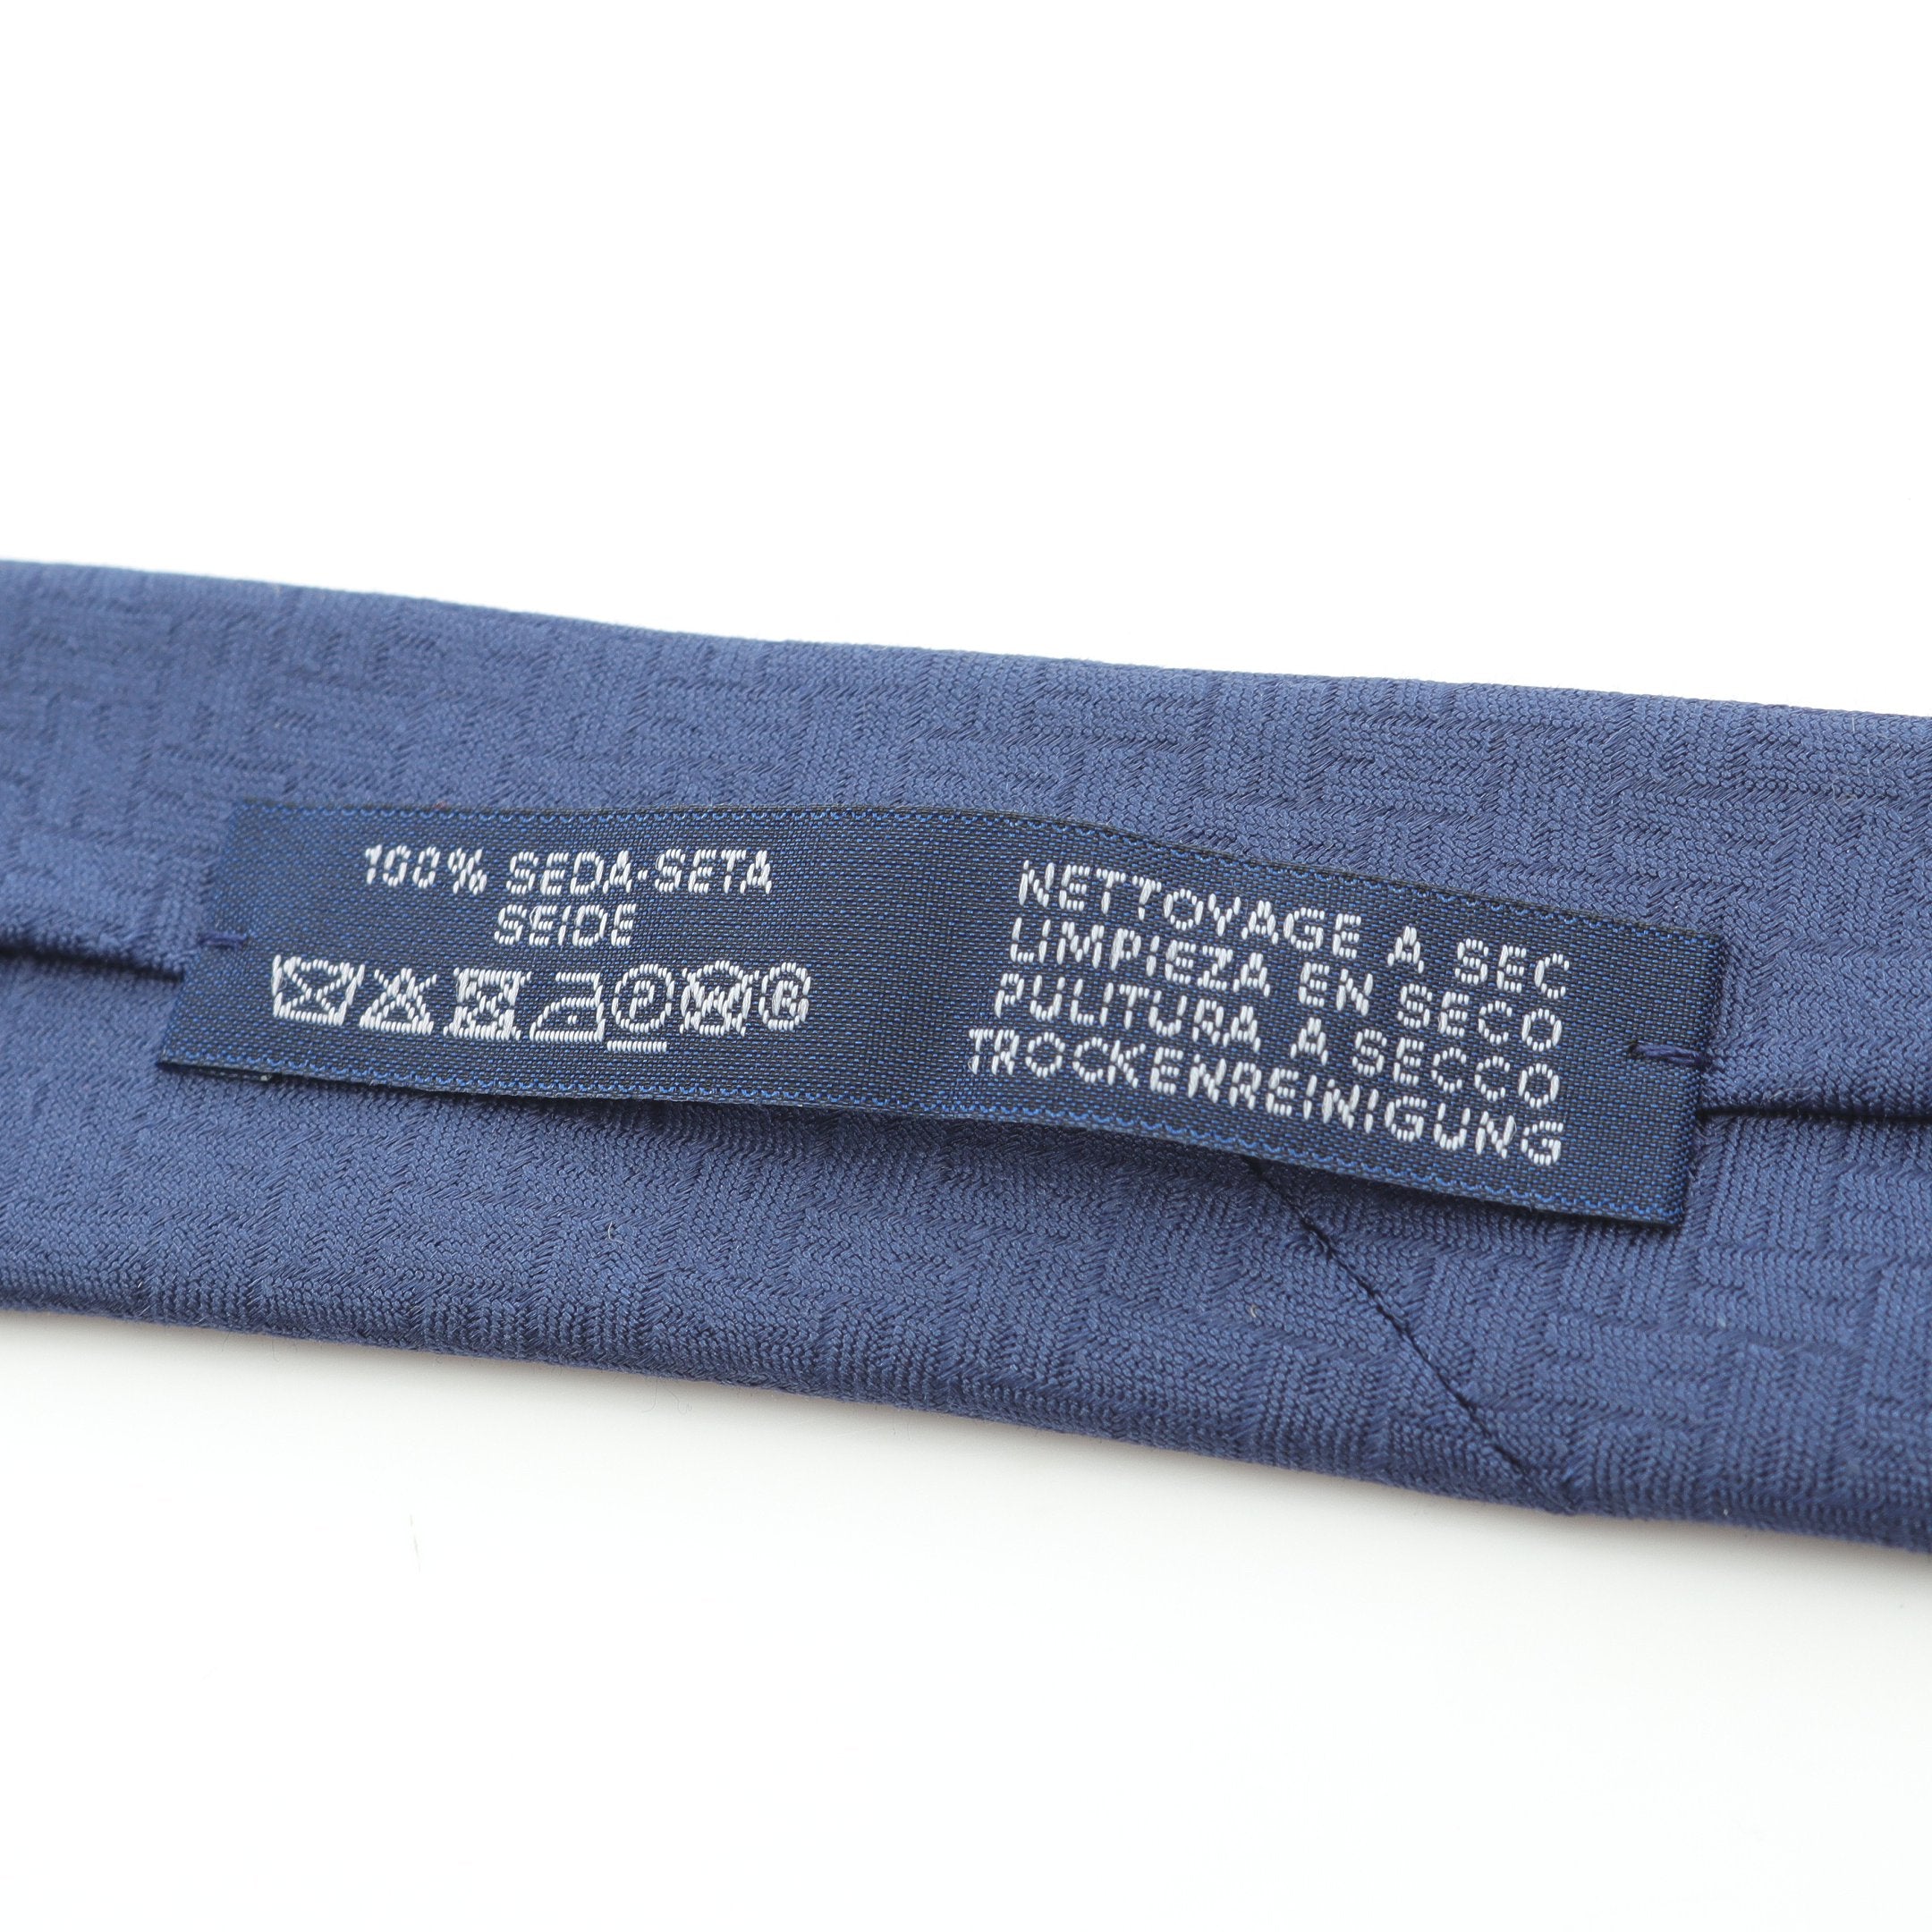 100% SEDA-SETA
SEIDE
P W B
NETTOYAGE A SEC
LIMPIEZA EN SECO
PULITURA A SECCO
TROCKENREINIGUNG